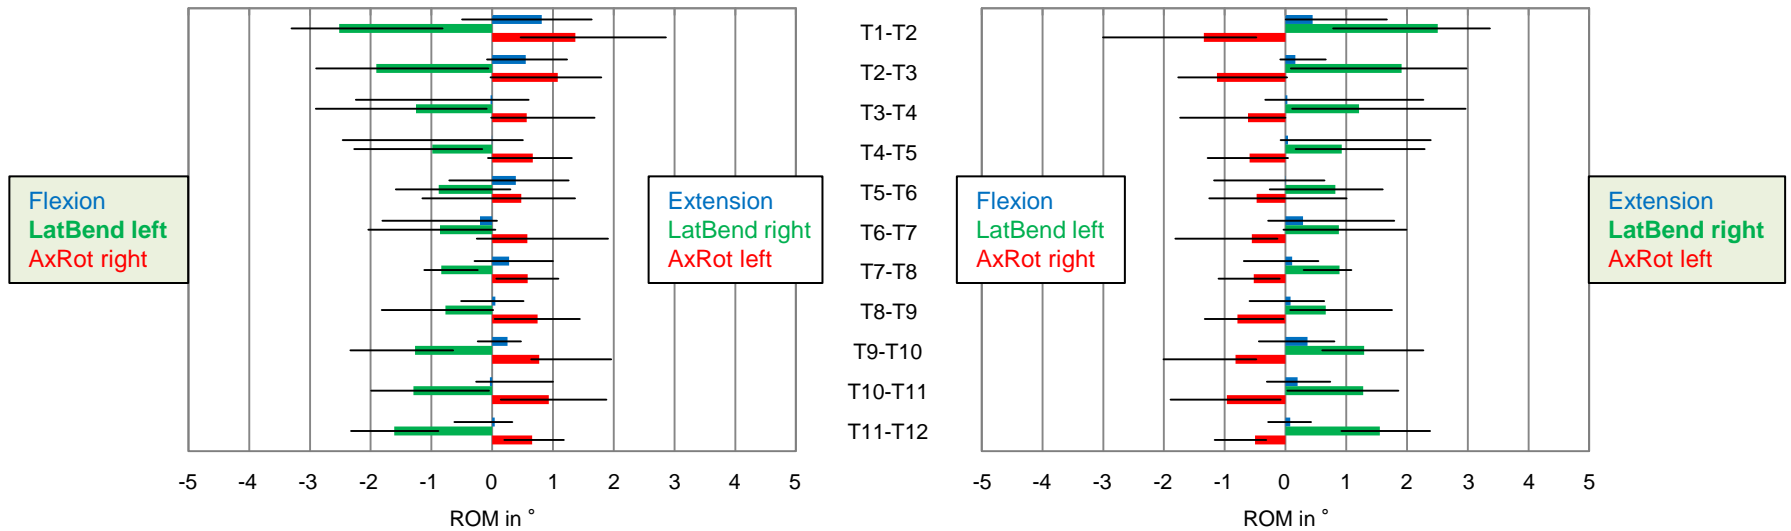 T1-T2
T2-T3
T3-T4
T4-T5
T5-T6
T6-T7
T7-T8
T8-T9
T9-T10
T10-T11
T11-T12
Flexion
LatBend left
AxRot right
Extension
LatBend right
AxRot left
Flexion
LatBend left
AxRot right
Extension
LatBend right
AxRot left
-5 -4 -3 -2 -1 0 1 2 3 4 5
-5 -4 -3 -2 -1 0 1 2 3 4 5
ROM in °
ROM in °